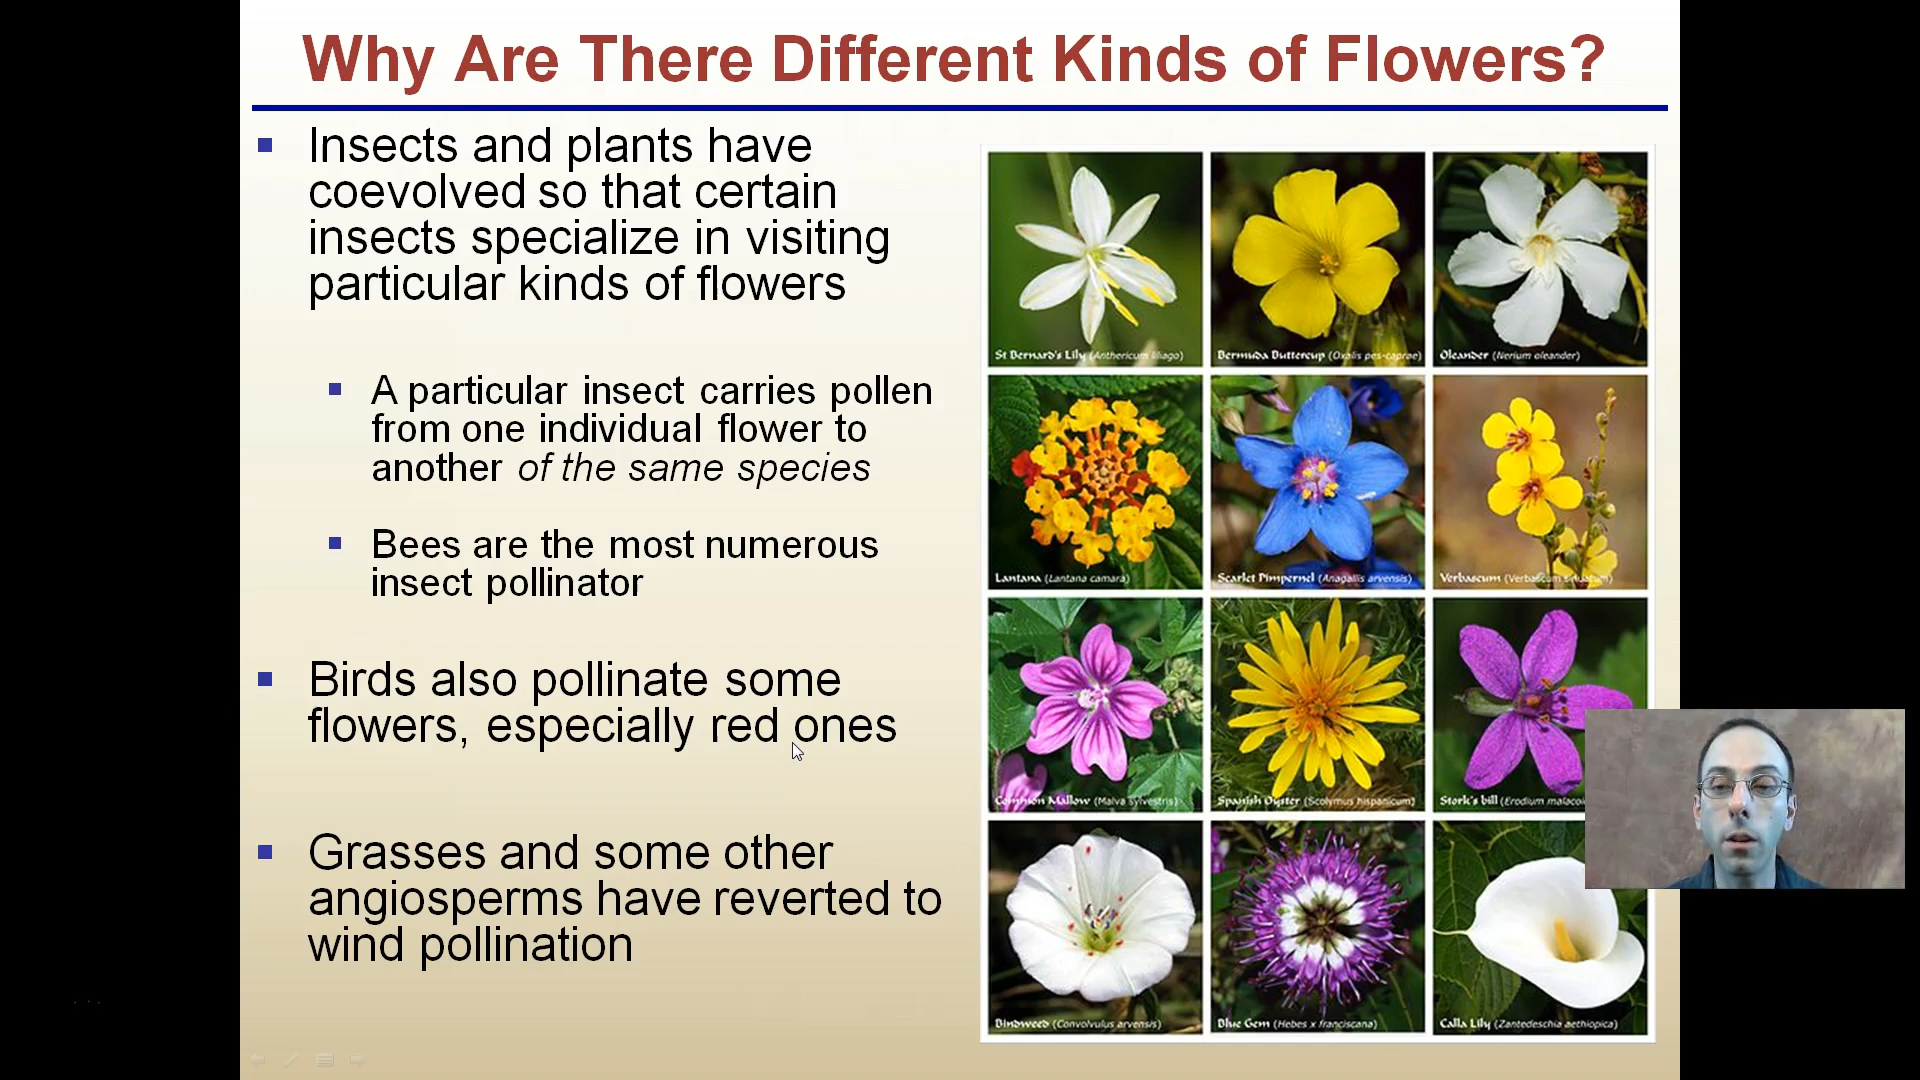 Why Are There Different Kinds of Flowers?
Insects and plants have
coevolved so that certain
insects specialize in visiting
particular kinds of flowers
A particular insect carries pollen
from one individual flower to
another of the same species
Bees are the most numerous
insect pollinator
Birds also pollinate some
flowers, especially red ones
Grasses and some other
angiosperms have reverted to
wind pollination
St Bernard's Lily (Anthericum liliago)
Bermuda Buttercup (Oxalis pes-caprae)
Oleander (Nerium oleander)
Lantana (Lantana camara)
Scarlet Pimpernel (Anagallis arvensis)
Verbascum (Verbascum sinuatum)
Common Mallow (Malva sylvestris)
Spanish Oyster (Scolymus hispanicum)
Stork's bill (Erodium
Bindweed (Convolvulus arvensis)
Blue Gem (Hebes x franciscana)
Calla Lily (Zantedeschia aethiopica)